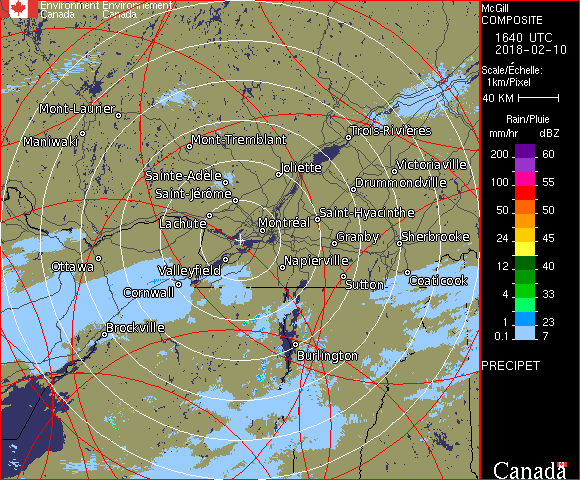 Environment Environnement
Canada Canada
McGill
COMPOSITE
1640 UTC
2018-02-10
Scale/Échelle:
1km/Pixel
40 KM
Rain/Pluie
mm/hr dBZ
200 60
100 55
50 50
24 45
12 40
4 33
1 23
0.1 7
PRECIPET
Canada
Mont-Laurier
Maniwaki
Mont-Tremblant
Trois-Rivières
Sainte-Adèle
Joliette
Victoriaville
Saint-Jérôme
Drummondville
Lachute
Montréal
Saint-Hyacinthe
Granby
Sherbrooke
Ottawa
Valleyfield
Napierville
Cornwall
Sutton
Coaticook
Brockville
Burlington